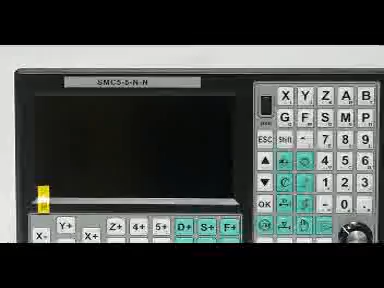 SMC5-5-N-N
X Y Z A B
G F S M P
ESC Shift - 7 8 9
4 5 6
1 2 3
OK - 0 .
Y+ Z+ 4+ 5+ D+ S+ F+
X- X+